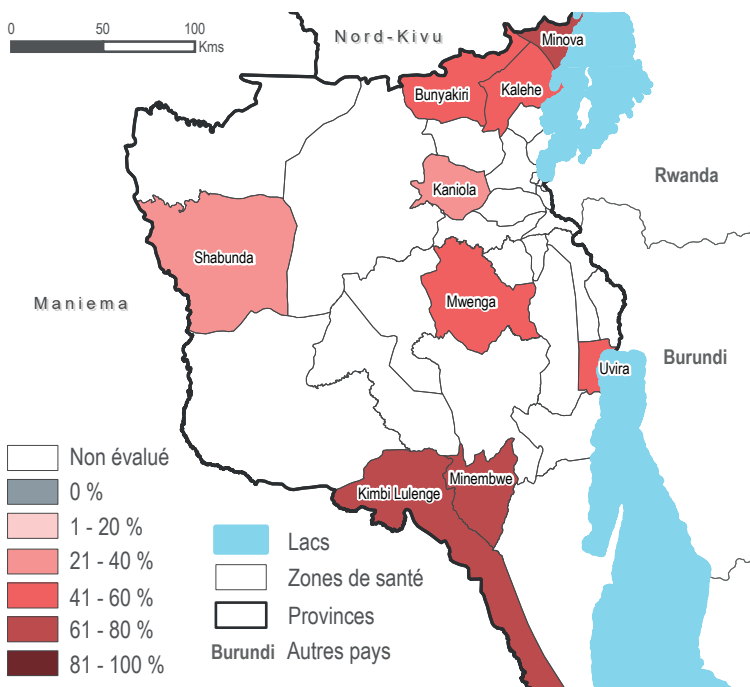 0 50 100
Kms
Nord-Kivu
Minova
Bunyakiri
Kalehe
Kaniola
Rwanda
Shabunda
Maniema
Mwenga
Burundi
Uvira
Kimbi Lulenge
Minembwe
Non évalué
0 %
1 - 20 %
21 - 40 %
41 - 60 %
61 - 80 %
81 - 100 %
Lacs
Zones de santé
Provinces
Burundi Autres pays